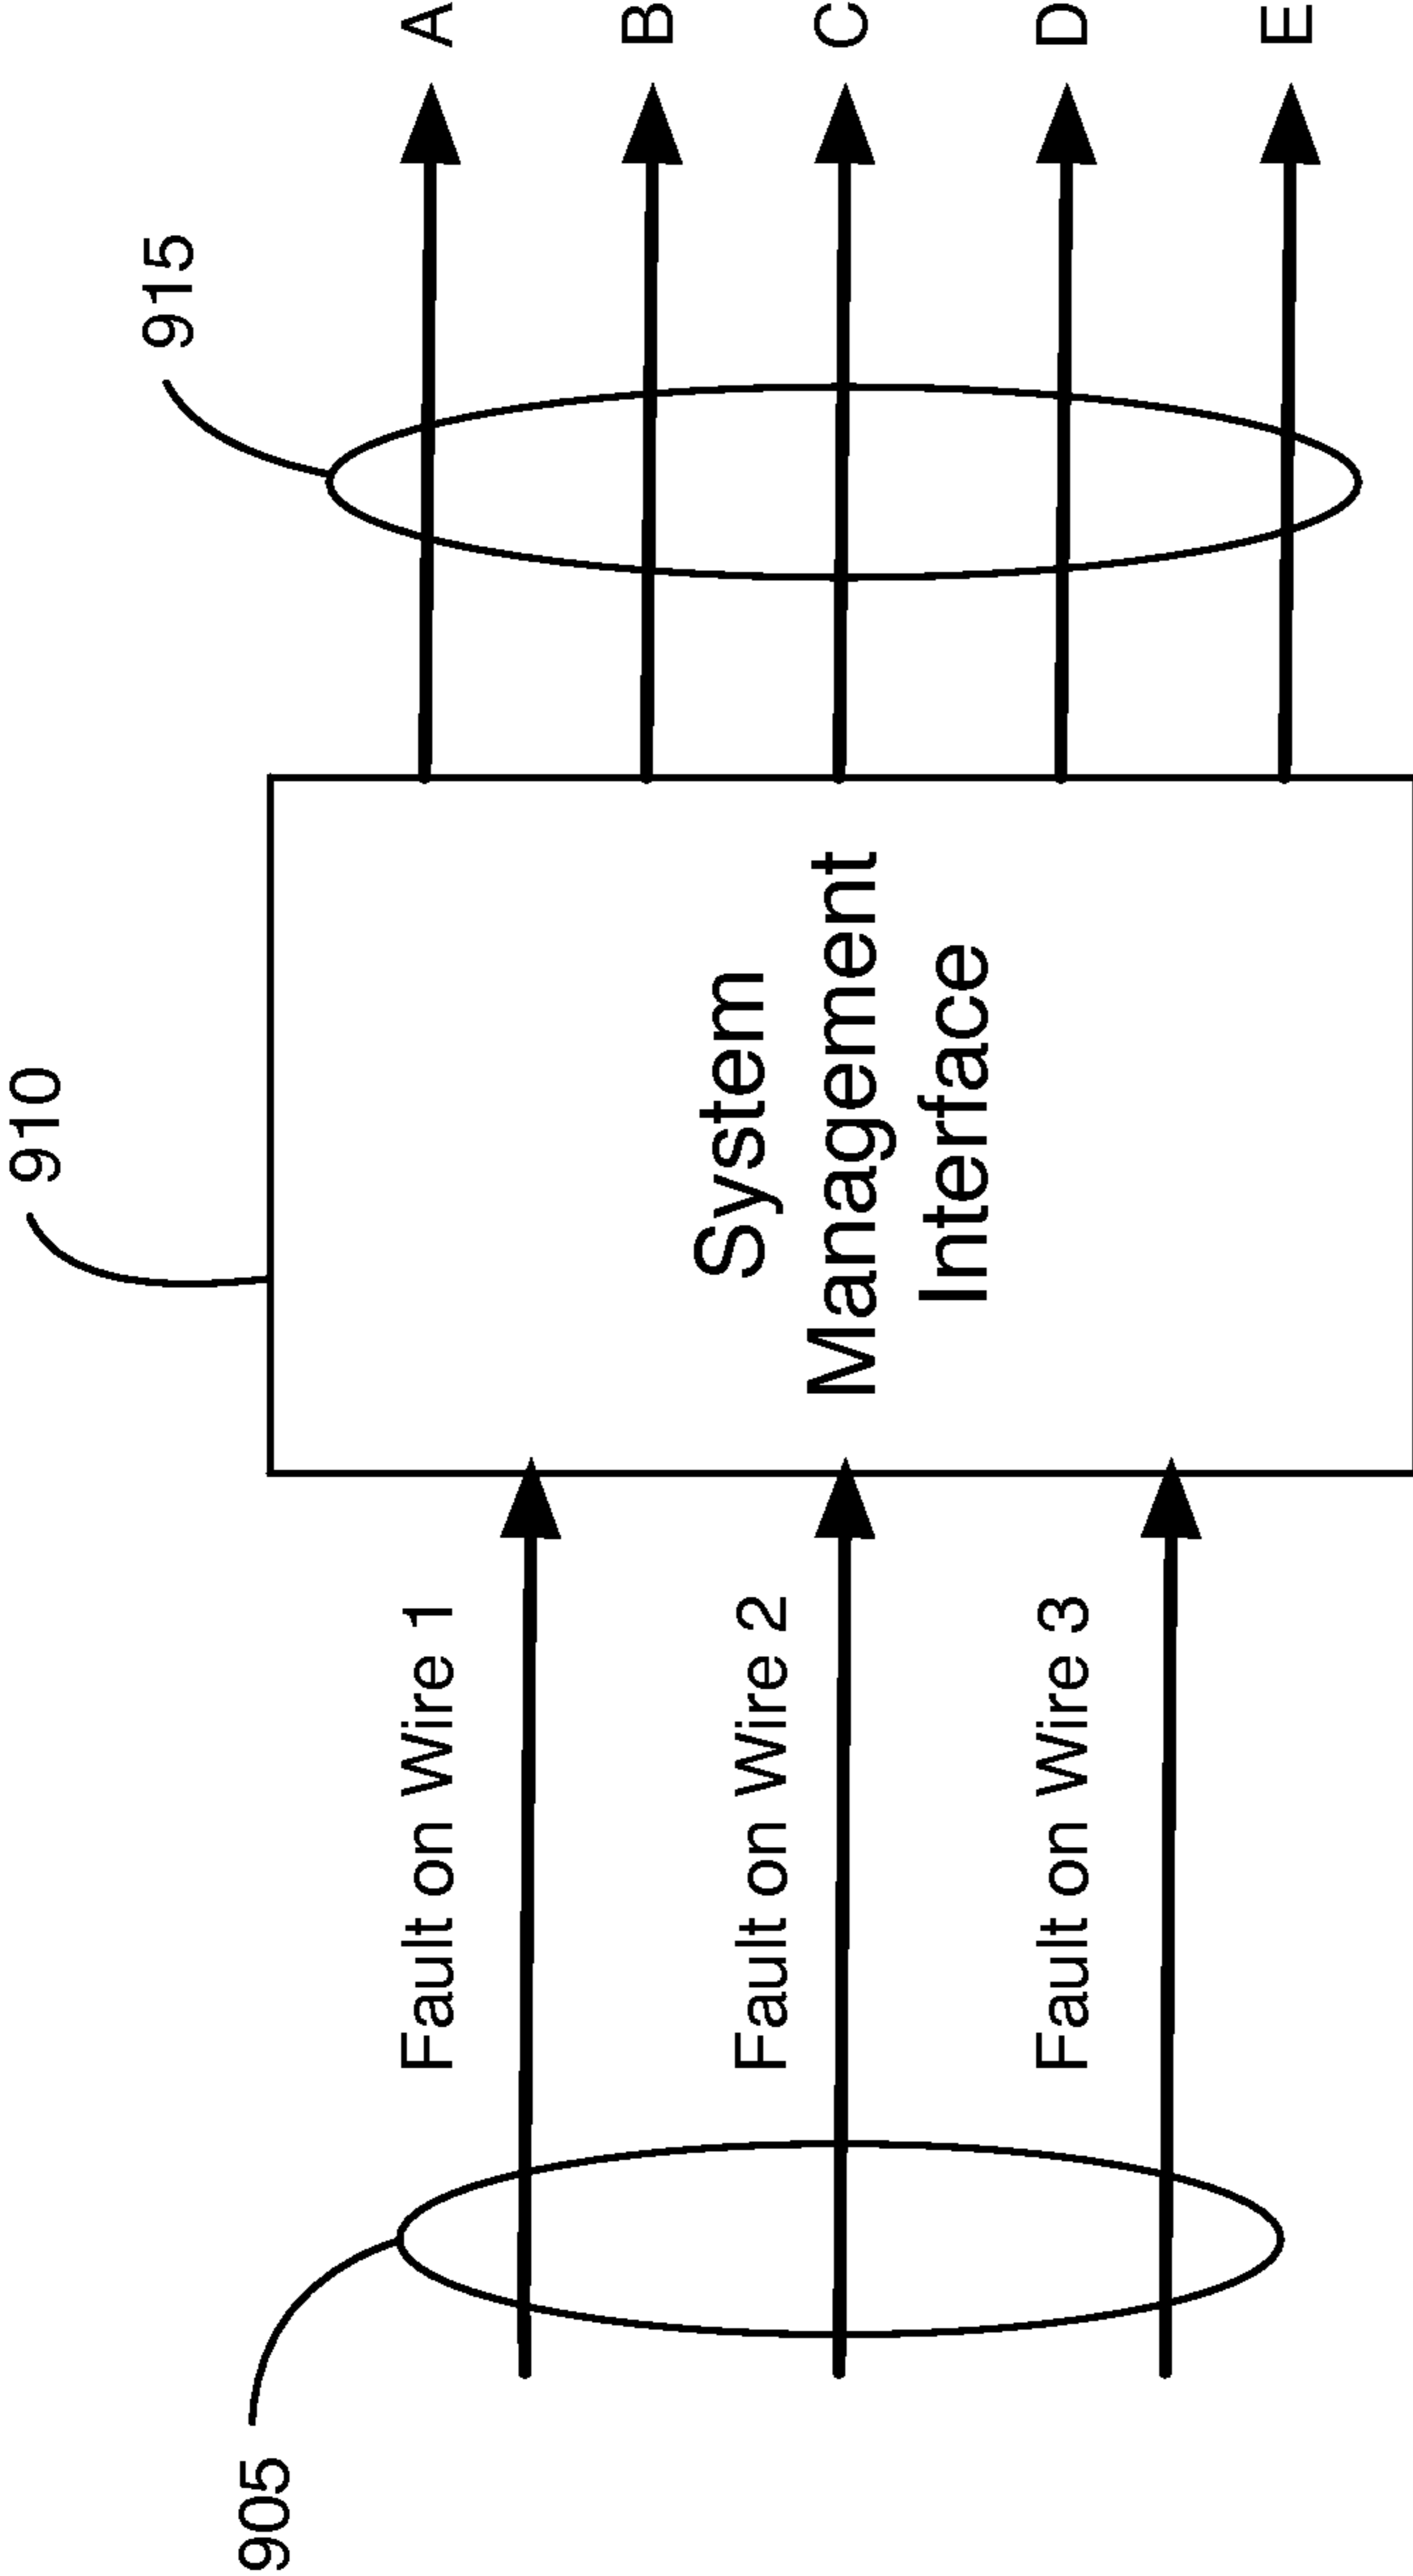 905
Fault on Wire 1
Fault on Wire 2
Fault on Wire 3
910
System
Management
Interface
915
A
B
C
D
E